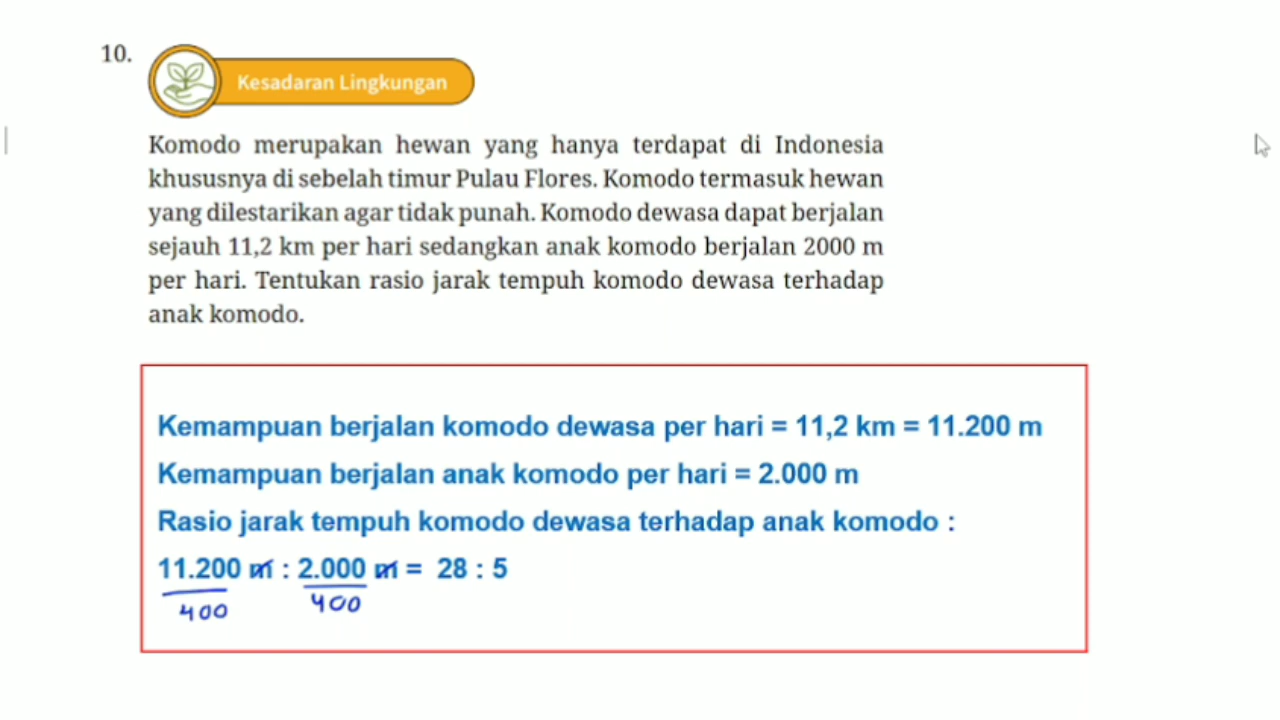 10.
Kesadaran Lingkungan
Komodo merupakan hewan yang hanya terdapat di Indonesia
khususnya di sebelah timur Pulau Flores. Komodo termasuk hewan
yang dilestarikan agar tidak punah. Komodo dewasa dapat berjalan
sejauh 11,2 km per hari sedangkan anak komodo berjalan 2000 m
per hari. Tentukan rasio jarak tempuh komodo dewasa terhadap
anak komodo.
Kemampuan berjalan komodo dewasa per hari = 11,2 km = 11.200 m
Kemampuan berjalan anak komodo per hari = 2.000 m
Rasio jarak tempuh komodo dewasa terhadap anak komodo :
11.200 m : 2.000 m = 28 : 5
400 400